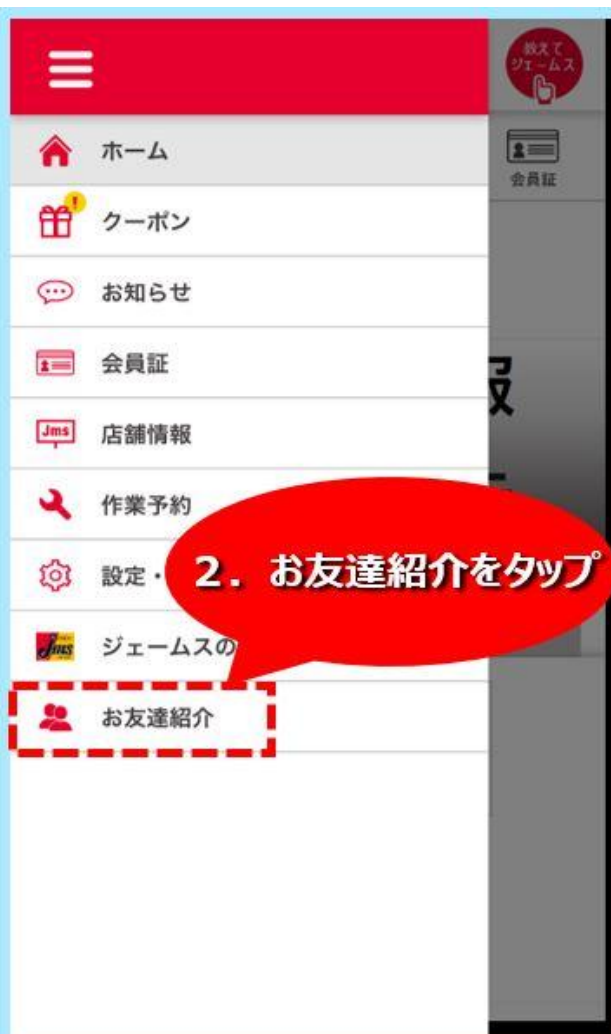 教えて
ジェームス
ホーム
!
クーポン
お知らせ
会員証
会員証
報
Jms
店舗情報
作業予約
設定・
2. お友達紹介をタップ
Jms
ジェームスの
お友達紹介